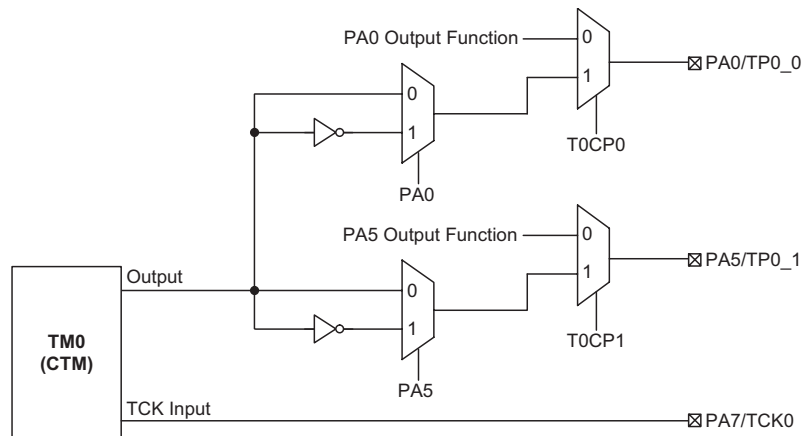 PA0 Output Function
0
1
PA0/TP0_0
T0CP0
0
1
PA0
PA5 Output Function
0
1
PA5/TP0_1
T0CP1
Output
0
1
PA5
TM0
(CTM)
TCK Input
PA7/TCK0